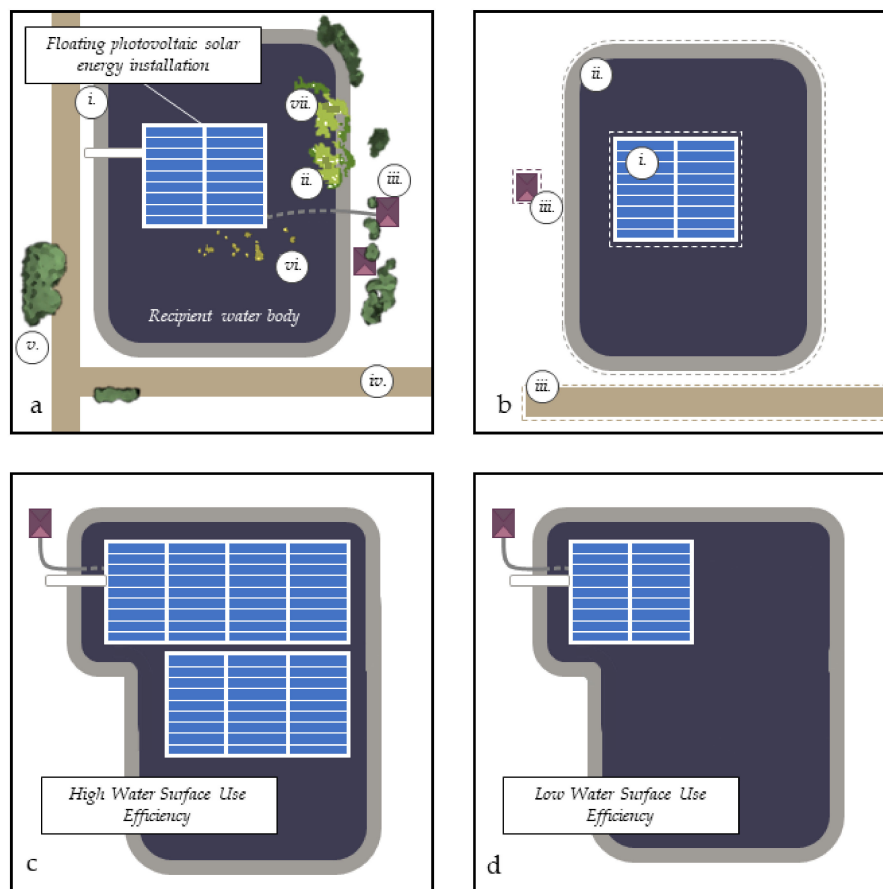 Floating photovoltaic solar
energy installation
i.
vii.
ii.
iii.
vi.
Recipient water body
v.
iv.
a
ii.
i.
iii.
iii.
b
High Water Surface Use
Efficiency
c
Low Water Surface Use
Efficiency
d